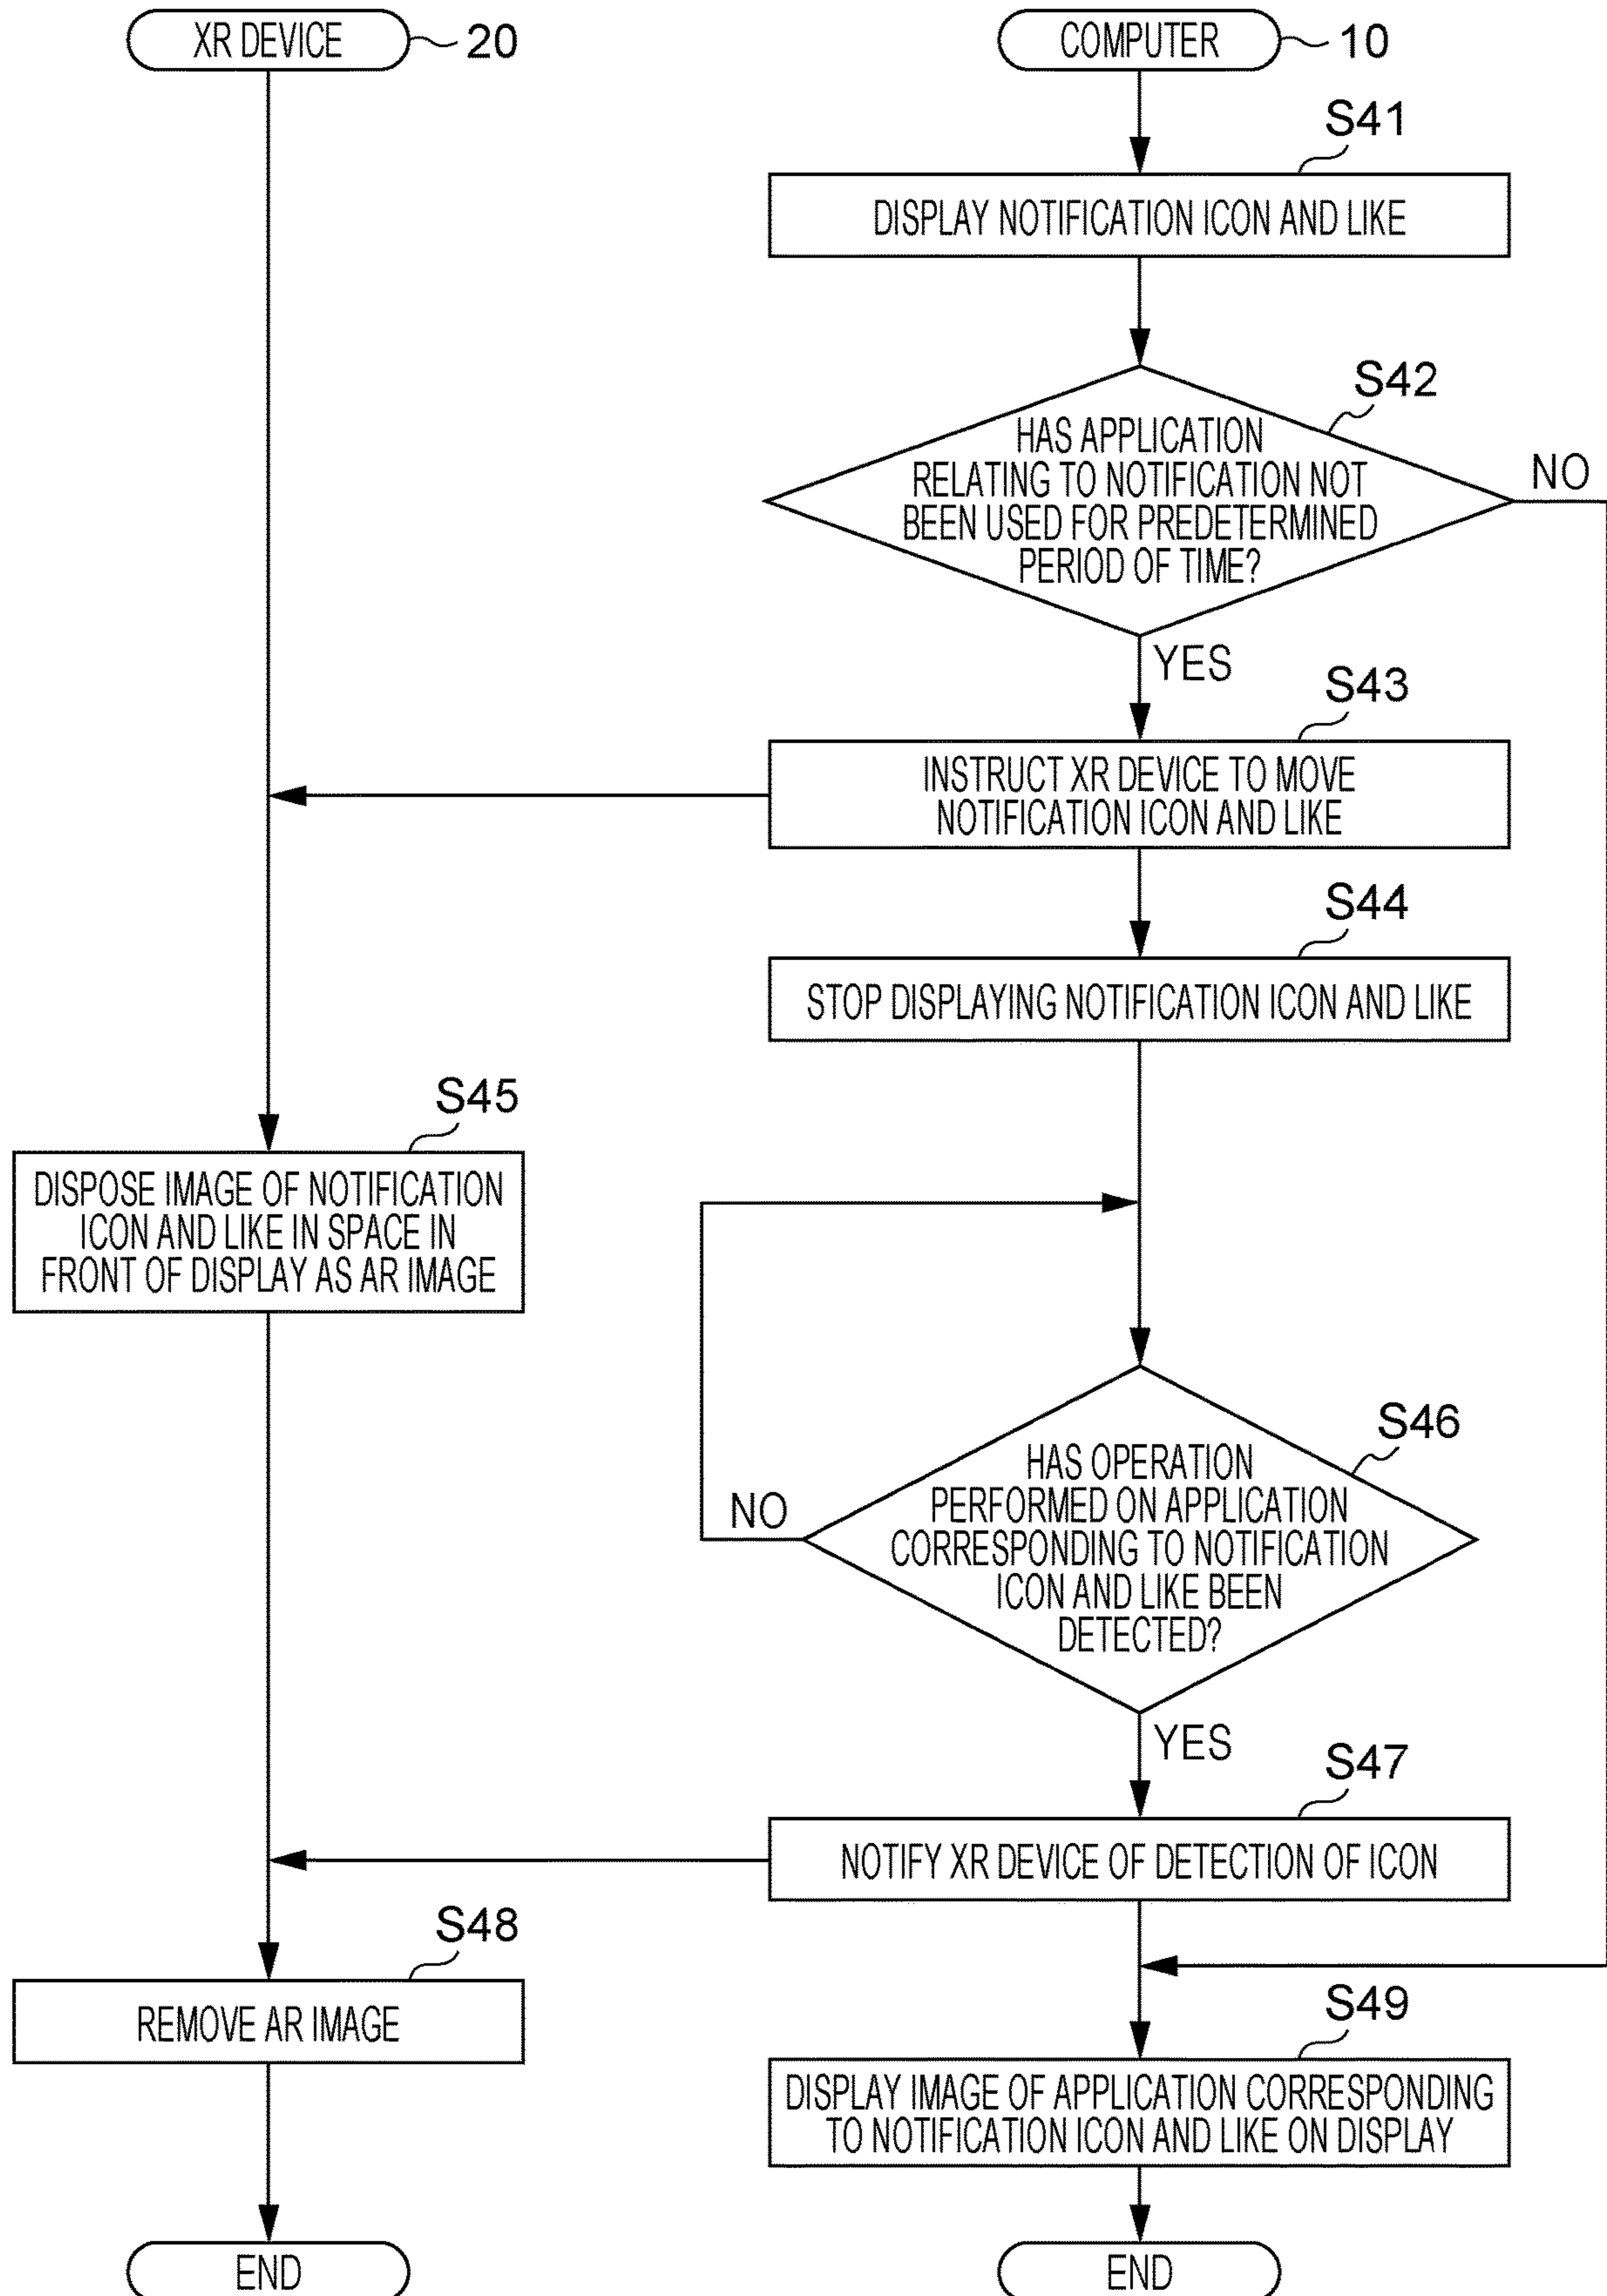 XR DEVICE
20
COMPUTER
10
S41
DISPLAY NOTIFICATION ICON AND LIKE
S42
HAS APPLICATION
RELATING TO NOTIFICATION NOT
BEEN USED FOR PREDETERMINED
PERIOD OF TIME?
NO
YES
S43
INSTRUCT XR DEVICE TO MOVE
NOTIFICATION ICON AND LIKE
S44
STOP DISPLAYING NOTIFICATION ICON AND LIKE
S45
DISPOSE IMAGE OF NOTIFICATION
ICON AND LIKE IN SPACE IN
FRONT OF DISPLAY AS AR IMAGE
S46
HAS OPERATION
PERFORMED ON APPLICATION
CORRESPONDING TO NOTIFICATION
ICON AND LIKE BEEN
DETECTED?
NO
YES
S47
NOTIFY XR DEVICE OF DETECTION OF ICON
S48
REMOVE AR IMAGE
S49
DISPLAY IMAGE OF APPLICATION CORRESPONDING
TO NOTIFICATION ICON AND LIKE ON DISPLAY
END
END